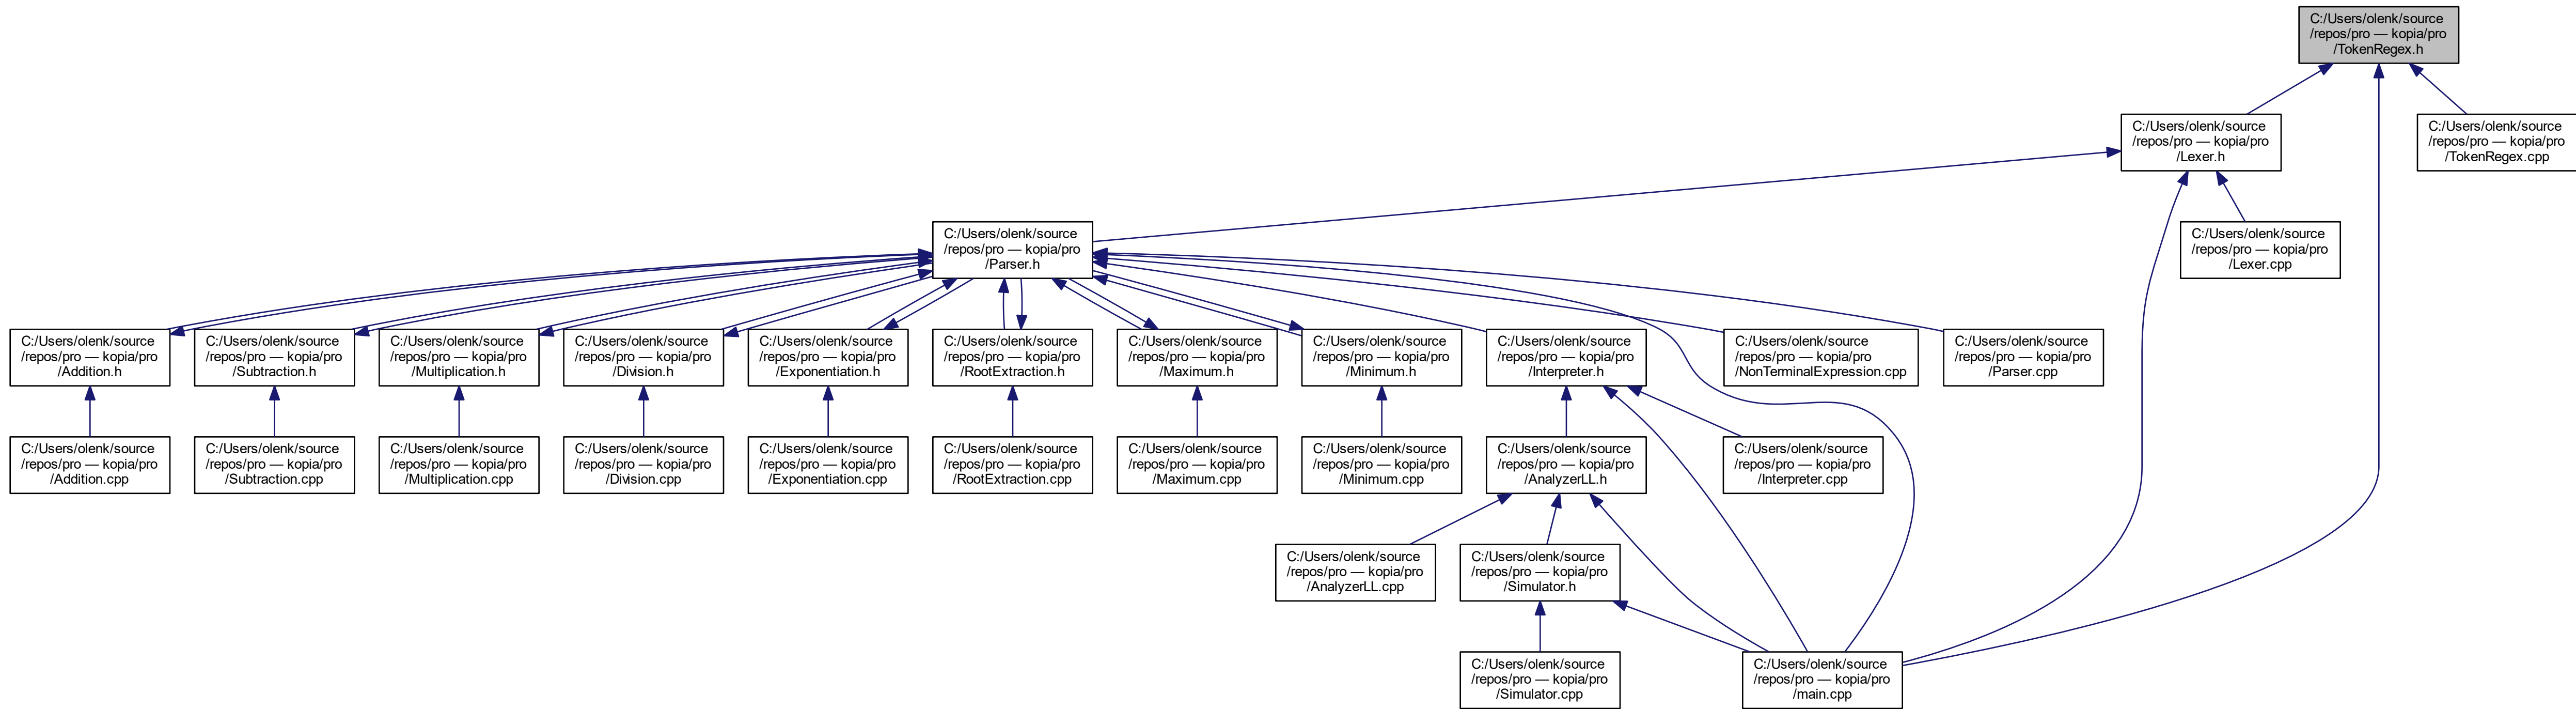 C:/Users/olenk/source
/repos/pro — kopia/pro
/TokenRegex.h
C:/Users/olenk/source
/repos/pro — kopia/pro
/Lexer.h
C:/Users/olenk/source
/repos/pro — kopia/pro
/TokenRegex.cpp
C:/Users/olenk/source
/repos/pro — kopia/pro
/Parser.h
C:/Users/olenk/source
/repos/pro — kopia/pro
/Lexer.cpp
C:/Users/olenk/source
/repos/pro — kopia/pro
/Addition.h
C:/Users/olenk/source
/repos/pro — kopia/pro
/Subtraction.h
C:/Users/olenk/source
/repos/pro — kopia/pro
/Multiplication.h
C:/Users/olenk/source
/repos/pro — kopia/pro
/Division.h
C:/Users/olenk/source
/repos/pro — kopia/pro
/Exponentiation.h
C:/Users/olenk/source
/repos/pro — kopia/pro
/RootExtraction.h
C:/Users/olenk/source
/repos/pro — kopia/pro
/Maximum.h
C:/Users/olenk/source
/repos/pro — kopia/pro
/Minimum.h
C:/Users/olenk/source
/repos/pro — kopia/pro
/Interpreter.h
C:/Users/olenk/source
/repos/pro — kopia/pro
/NonTerminalExpression.cpp
C:/Users/olenk/source
/repos/pro — kopia/pro
/Parser.cpp
C:/Users/olenk/source
/repos/pro — kopia/pro
/Addition.cpp
C:/Users/olenk/source
/repos/pro — kopia/pro
/Subtraction.cpp
C:/Users/olenk/source
/repos/pro — kopia/pro
/Multiplication.cpp
C:/Users/olenk/source
/repos/pro — kopia/pro
/Division.cpp
C:/Users/olenk/source
/repos/pro — kopia/pro
/Exponentiation.cpp
C:/Users/olenk/source
/repos/pro — kopia/pro
/RootExtraction.cpp
C:/Users/olenk/source
/repos/pro — kopia/pro
/Maximum.cpp
C:/Users/olenk/source
/repos/pro — kopia/pro
/Minimum.cpp
C:/Users/olenk/source
/repos/pro — kopia/pro
/AnalyzerLL.h
C:/Users/olenk/source
/repos/pro — kopia/pro
/Interpreter.cpp
C:/Users/olenk/source
/repos/pro — kopia/pro
/AnalyzerLL.cpp
C:/Users/olenk/source
/repos/pro — kopia/pro
/Simulator.h
C:/Users/olenk/source
/repos/pro — kopia/pro
/Simulator.cpp
C:/Users/olenk/source
/repos/pro — kopia/pro
/main.cpp